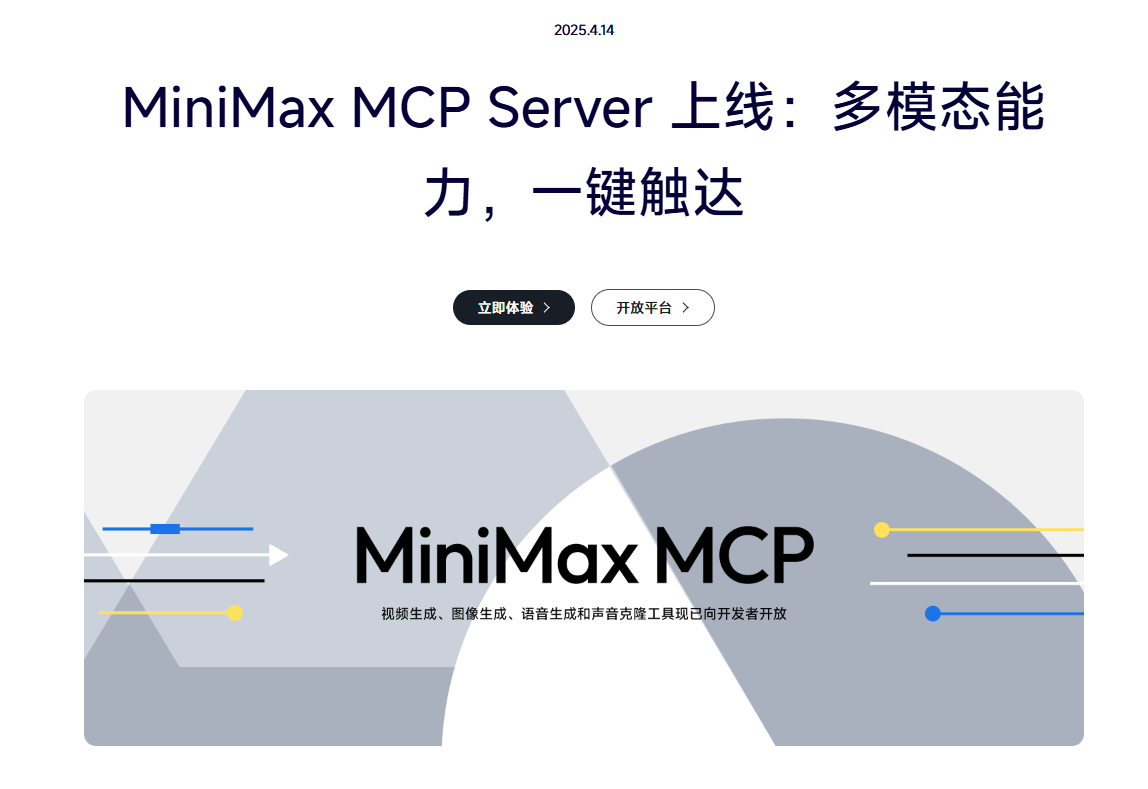 2025.4.14
MiniMax MCP Server 上线：多模态能
力，一键触达
立即体验
开放平台
MiniMax MCP
视频生成、图像生成、语音生成和声音克隆工具现已向开发者开放